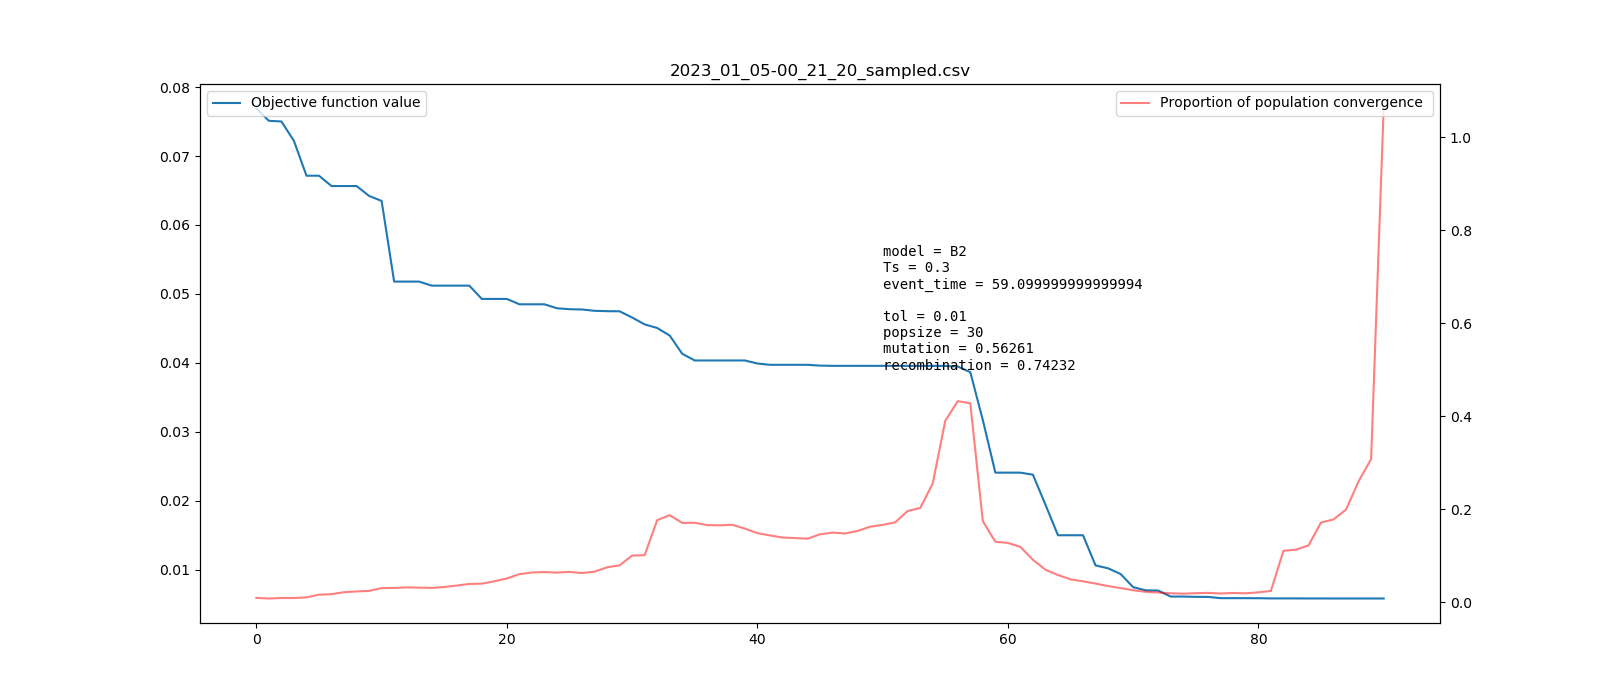 2023_01_05-00_21_20_sampled.csv
Objective function value
Proportion of population convergence
0.08
0.07
0.06
0.05
0.04
0.03
0.02
0.01
model = B2
Ts = 0.3
event_time = 59.099999999999994
tol = 0.01
popsize = 30
mutation = 0.56261
recombination = 0.74232
1.0
0.8
0.6
0.4
0.2
0.0
0
20
40
60
80